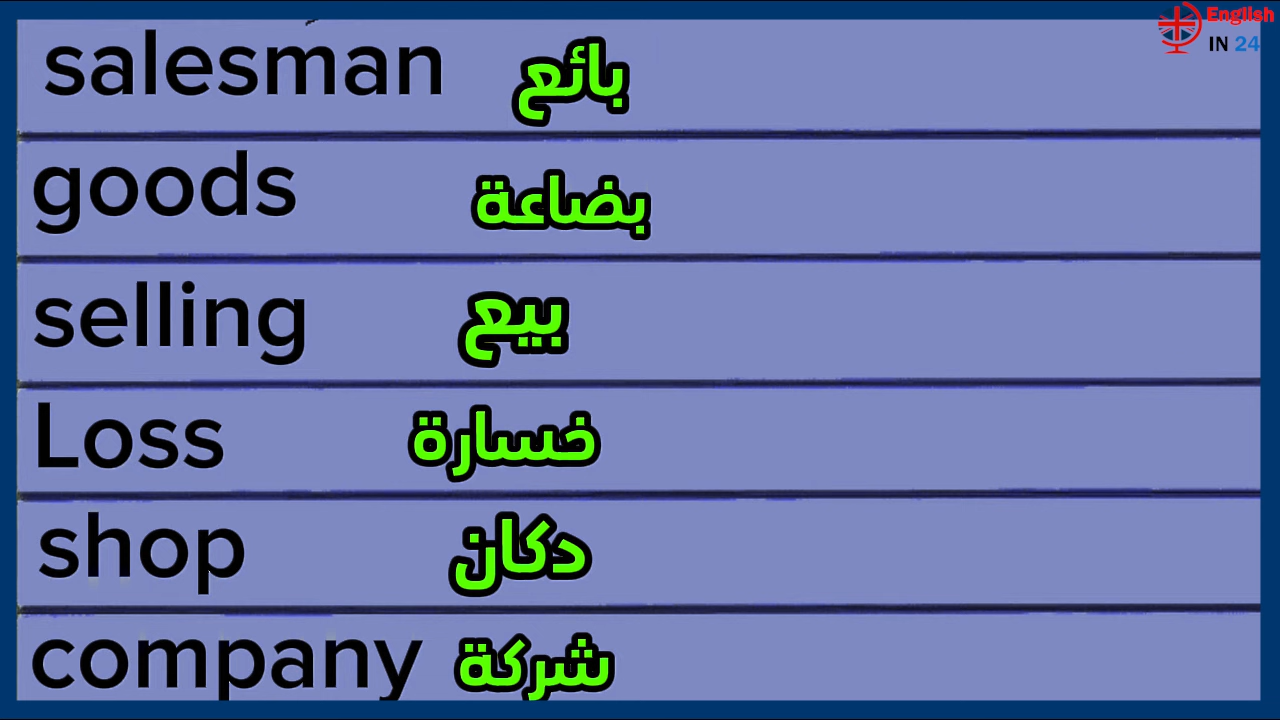 English
IN 24
salesman بائع
goods بضاعة
selling بيع
Loss خسارة
shop دكان
company شركة